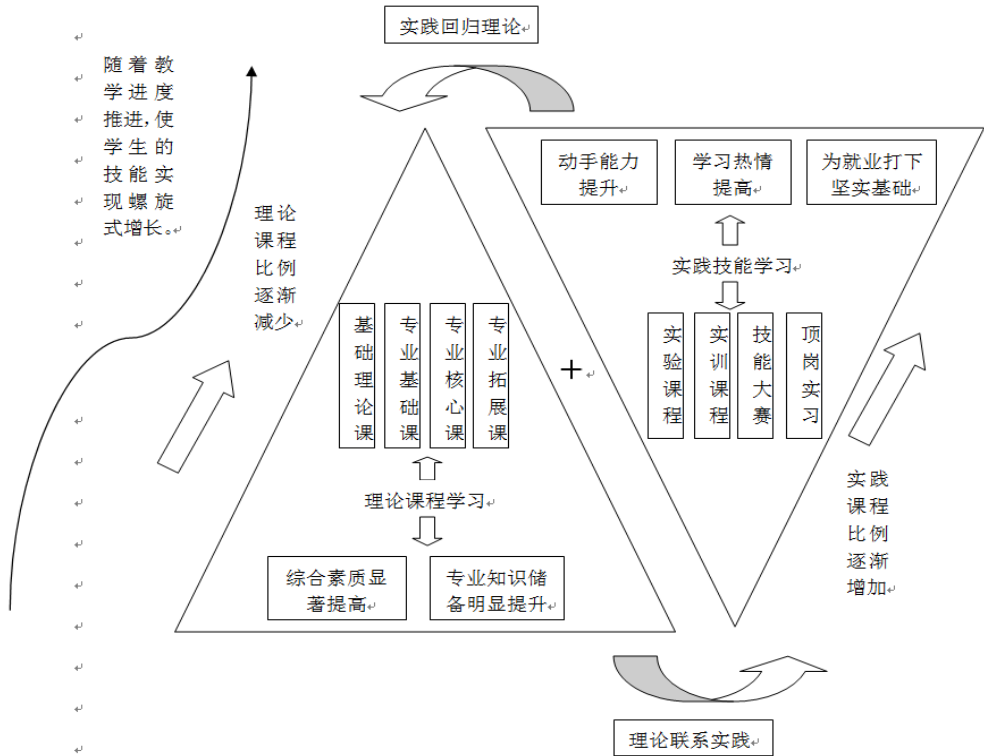 实践回归理论
随着教
学进度
推进,使
学生的
技能实
现螺旋
式增长。
理论
课程
比例
逐渐
减少
动手能力
提升
学习热情
提高
为就业打下
坚实基础
实践技能学习
基础理论课
专业基础课
专业核心课
专业拓展课
+
实验课程
实训课程
技能大赛
顶岗实习
理论课程学习
综合素质显
著提高
专业知识储
备明显提升
实践
课程
比例
逐渐
增加
理论联系实践